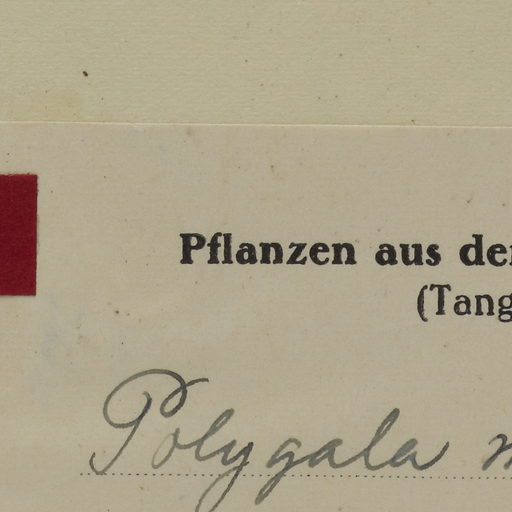 Pflanzen aus de
(Tang
Polygala